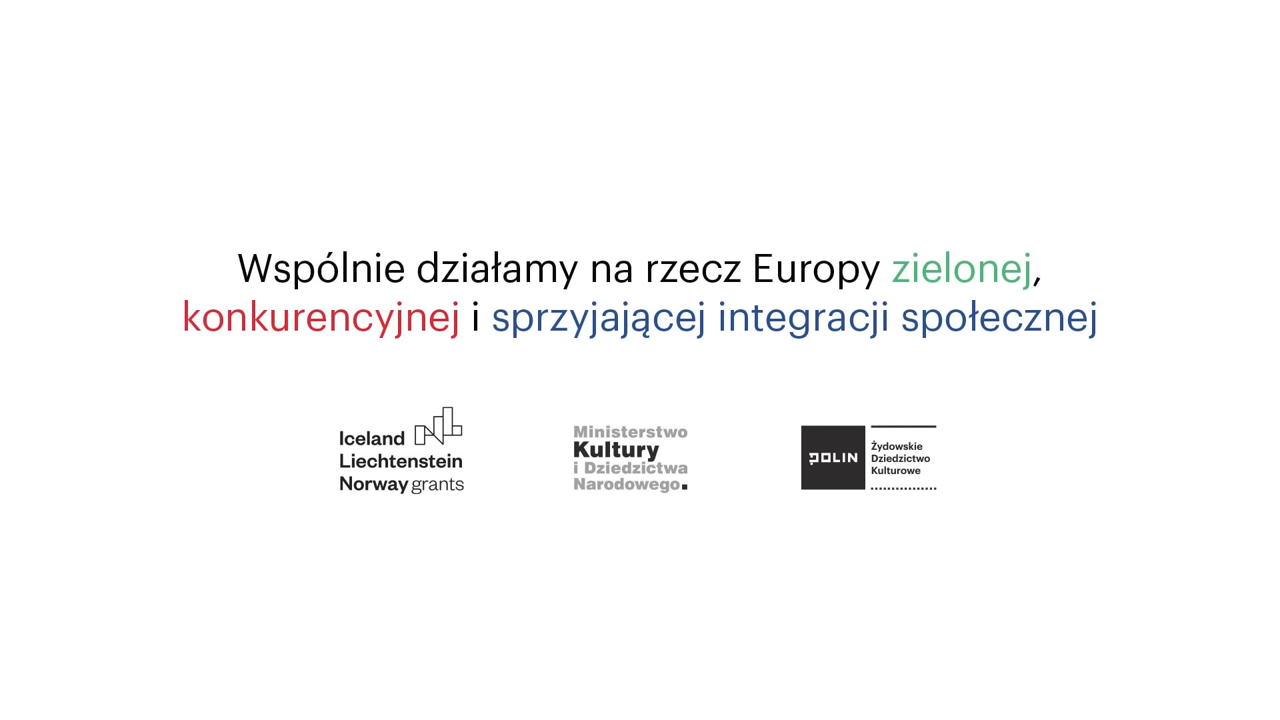 Wspólnie działamy na rzecz Europy zielonej,
konkurencyjnej i sprzyjającej integracji społecznej
Iceland
Liechtenstein
Norway grants
Ministerstwo
Kultury
i Dziedzictwa
Narodowego.
POLIN
Żydowskie
Dziedzictwo
Kulturowe